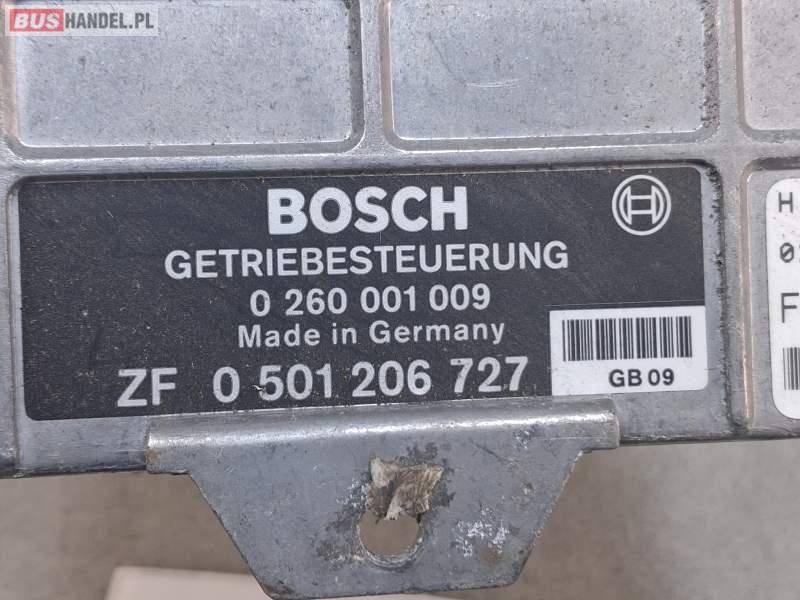 BUSHANDEL.PL
BOSCH
GETRIEBESTEUERUNG
0 260 001 009
Made in Germany
ZF 0 501 206 727
GB 09
H
F